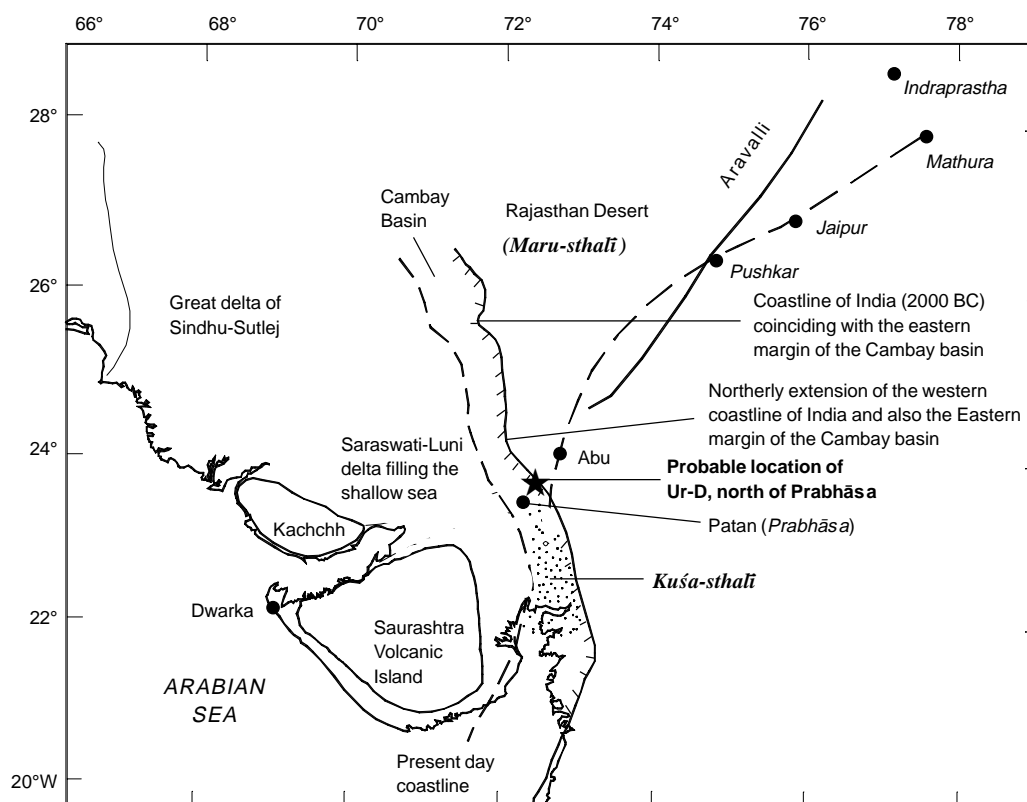 66° 68° 70° 72° 74° 76° 78°
Indraprastha
28°
Mathura
Aravalli
Cambay
Basin
Rajasthan Desert
(Maru-sthalī)
Jaipur
Pushkar
26°
Great delta of
Sindhu-Sutlej
Coastline of India (2000 BC)
coinciding with the eastern
margin of the Cambay basin
Northerly extension of the western
coastline of India and also the Eastern
margin of the Cambay basin
24°
Saraswati-Luni
delta filling the
shallow sea
Abu
Probable location of
Ur-D, north of Prabhāsa
Patan (Prabhāsa)
Kachchh
Kuśa-sthalī
22°
Dwarka
Saurashtra
Volcanic
Island
ARABIAN
SEA
Present day
coastline
20°W